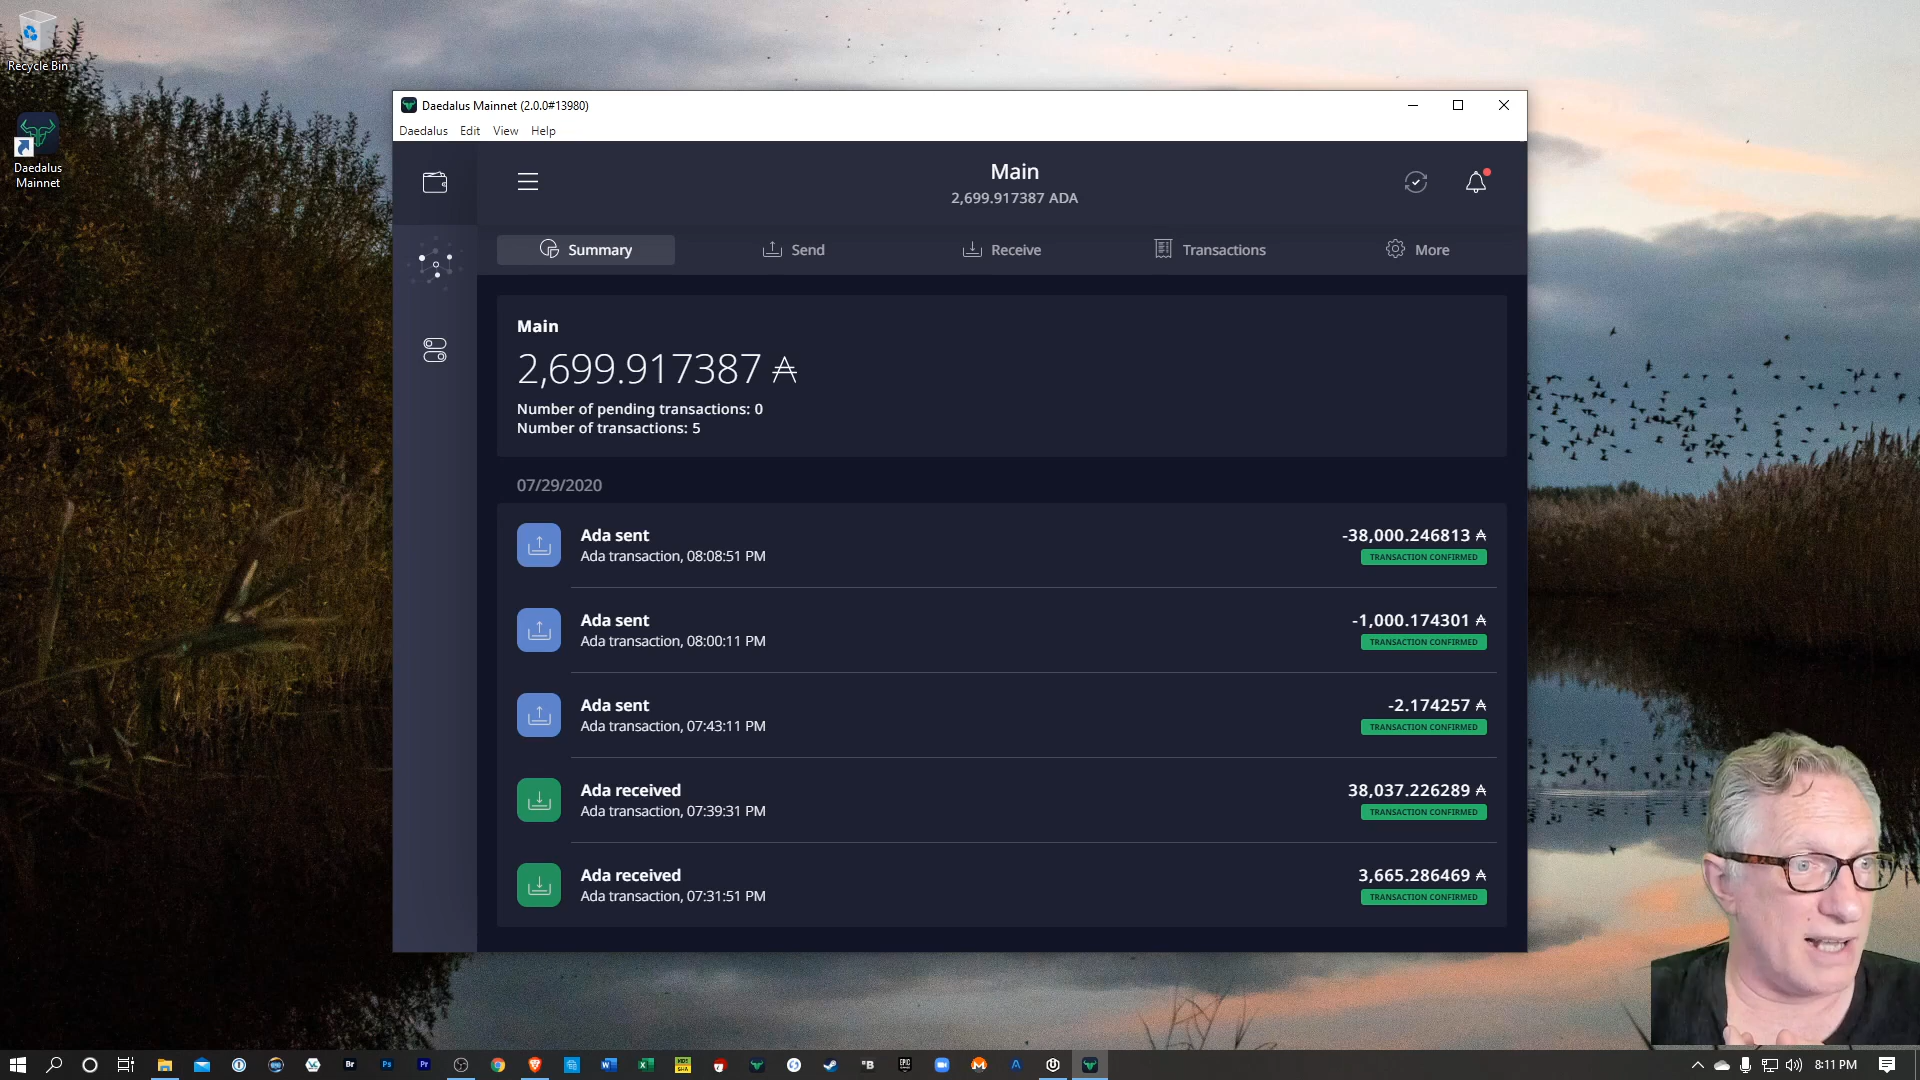 Recycle Bin
Daedalus
Mainnet
Daedalus Mainnet (2.0.0#13980)
Daedalus Edit View Help
Main
2,699.917387 ADA
Summary
Send
Receive
Transactions
More
Main
2,699.917387 ₳
Number of pending transactions: 0
Number of transactions: 5
07/29/2020
Ada sent
-38,000.246813 ₳
Ada transaction, 08:08:51 PM
TRANSACTION CONFIRMED
Ada sent
-1,000.174301 ₳
Ada transaction, 08:00:11 PM
TRANSACTION CONFIRMED
Ada sent
-2.174257 ₳
Ada transaction, 07:43:11 PM
TRANSACTION CONFIRMED
Ada received
38,037.226289 ₳
Ada transaction, 07:39:31 PM
TRANSACTION CONFIRMED
Ada received
3,665.286469 ₳
Ada transaction, 07:31:51 PM
TRANSACTION CONFIRMED
Br
Ps
Pr
8:11 PM